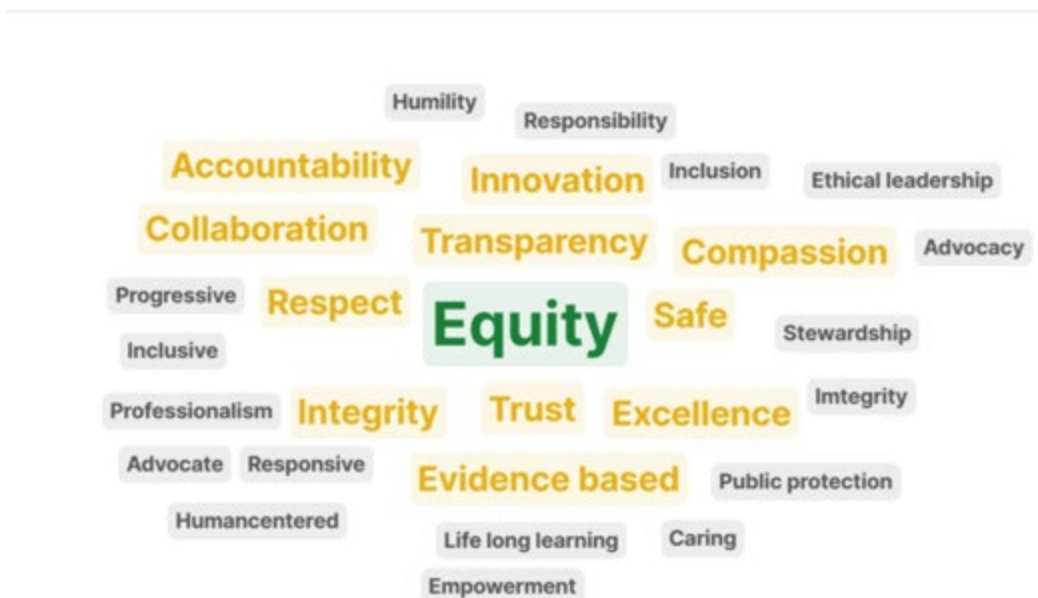 Humility
Responsibility
Accountability
Innovation
Inclusion
Ethical leadership
Collaboration
Transparency
Compassion
Advocacy
Progressive
Respect
Equity
Safe
Stewardship
Inclusive
Professionalism
Integrity
Trust
Excellence
Imtegrity
Advocate
Responsive
Evidence based
Public protection
Humancentered
Life long learning
Caring
Empowerment